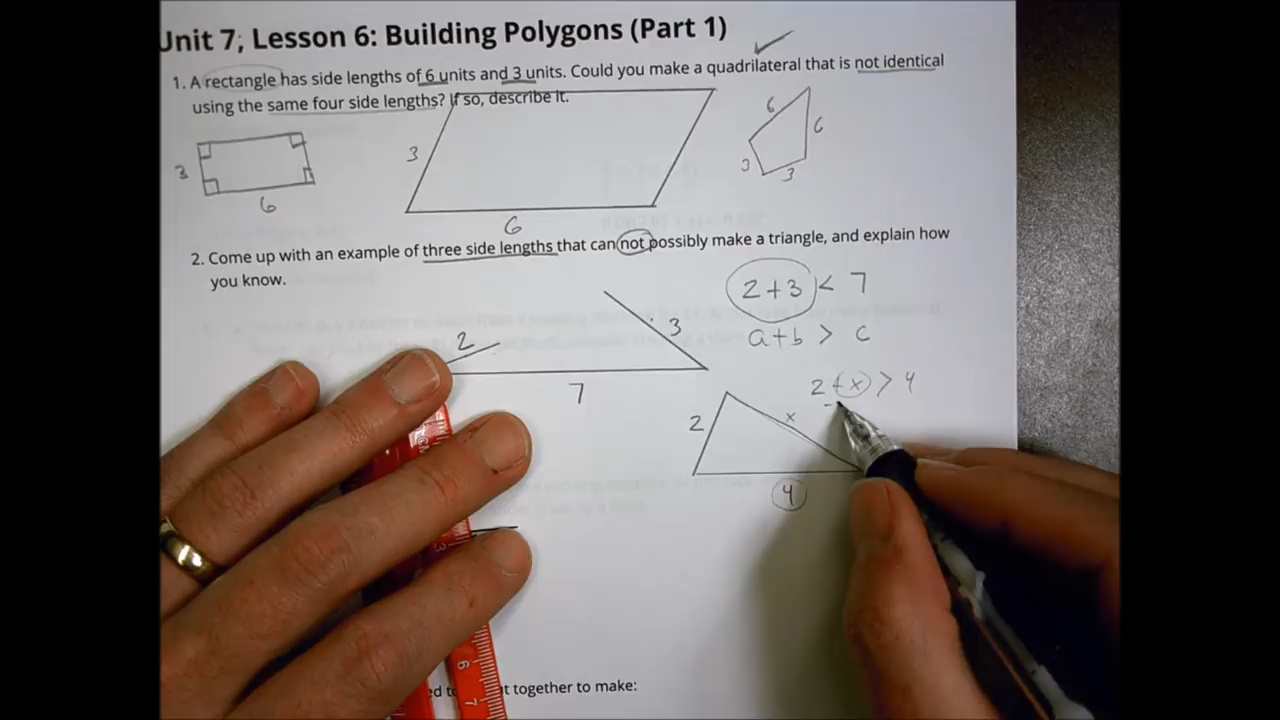 Unit 7, Lesson 6: Building Polygons (Part 1)
1. A rectangle has side lengths of 6 units and 3 units. Could you make a quadrilateral that is not identical
using the same four side lengths? If so, describe it.
3
6
3
6
6
6
3
3
2. Come up with an example of three side lengths that can not possibly make a triangle, and explain how
you know.
2 + 3 < 7
a + b > c
2
3
7
2 + x > 4
2
x
4
3
6
7
t together to make: